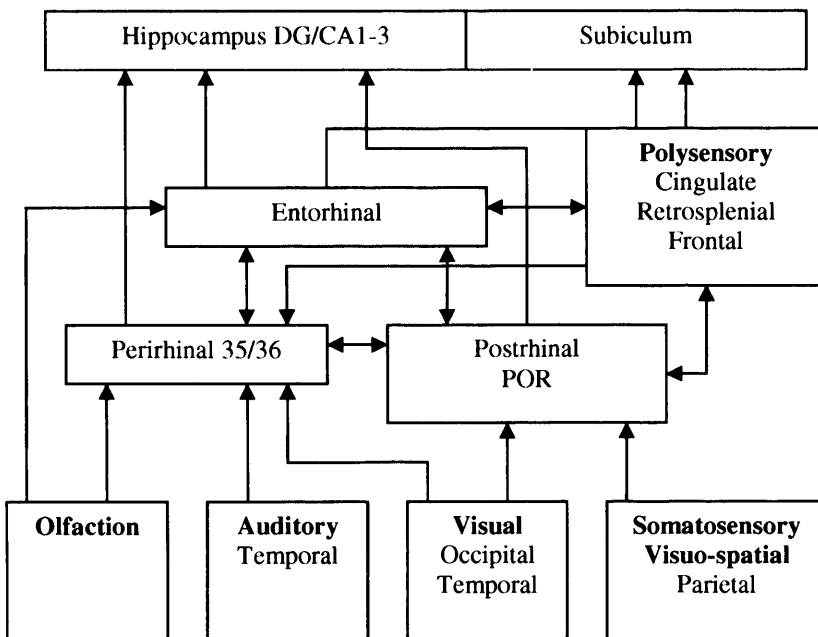 Hippocampus DG/CA1-3
Subiculum
Polysensory
Cingulate
Retrosplenial
Frontal
Entorhinal
Perirhinal 35/36
Postrhinal
POR
Olfaction
Auditory
Temporal
Visual
Occipital
Temporal
Somatosensory
Visuo-spatial
Parietal